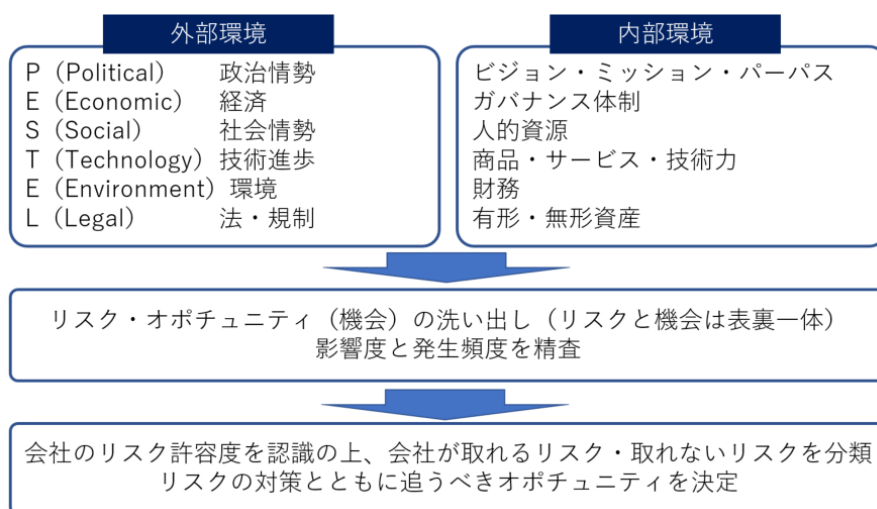 外部環境
P（Political） 政治情勢
E（Economic） 経済
S（Social） 社会情勢
T（Technology）技術進歩
E（Environment）環境
L（Legal） 法・規制
内部環境
ビジョン・ミッション・パーパス
ガバナンス体制
人的資源
商品・サービス・技術力
財務
有形・無形資産
リスク・オポチュニティ（機会）の洗い出し（リスクと機会は表裏一体）
影響度と発生頻度を精査
会社のリスク許容度を認識の上、会社が取れるリスク・取れないリスクを分類
リスクの対策とともに追うべきオポチュニティを決定